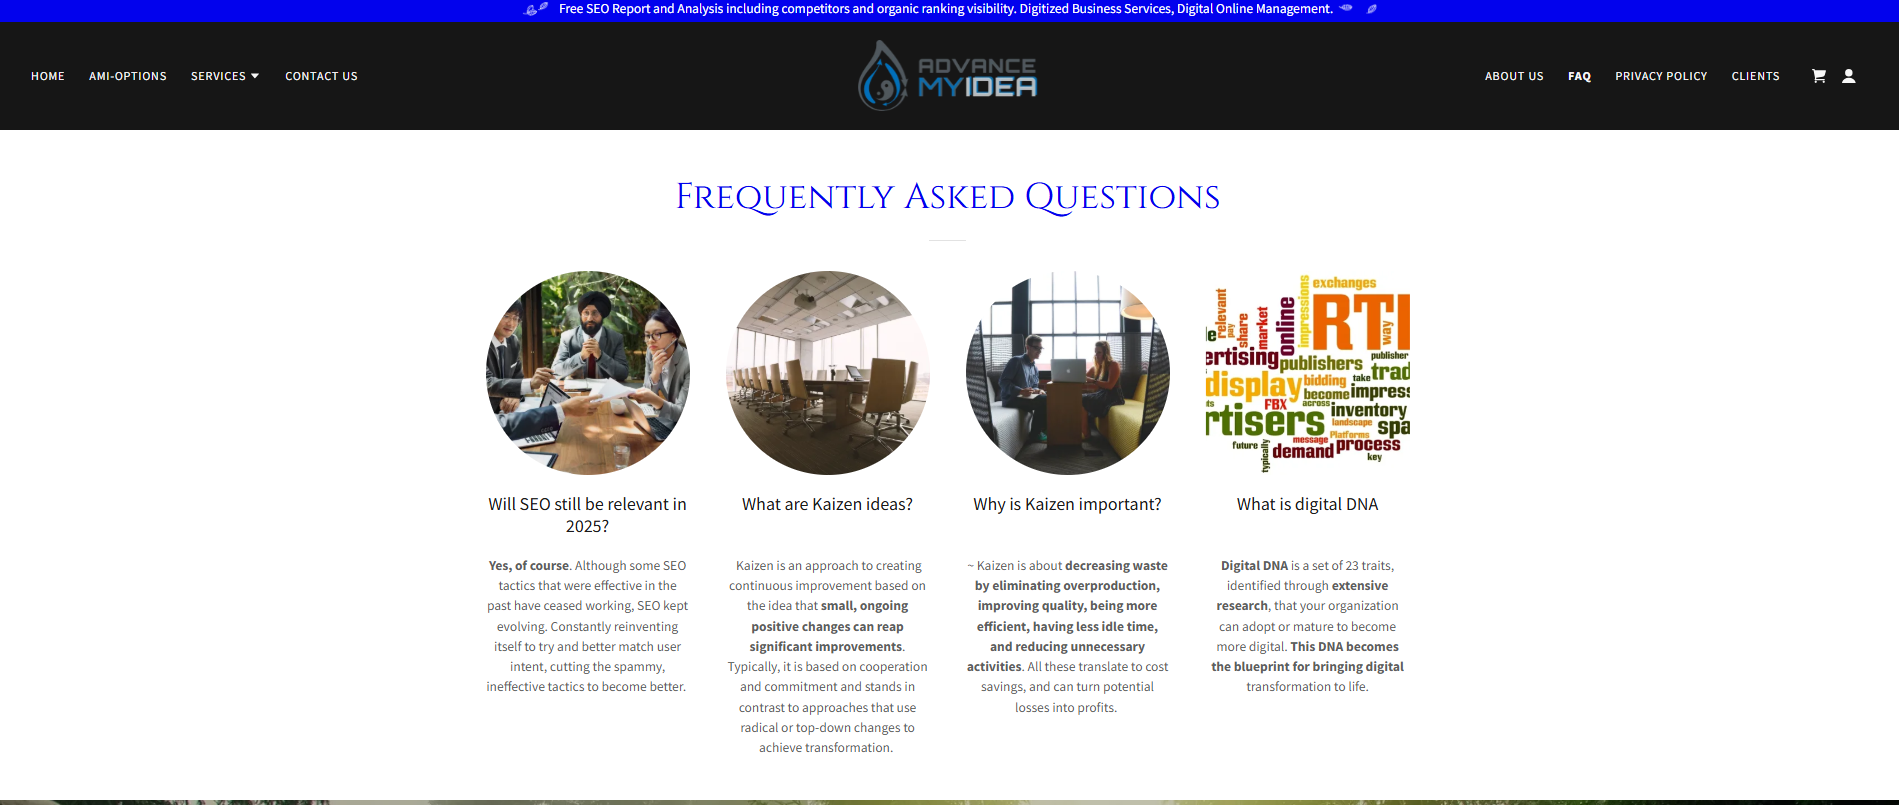 Free SEO Report and Analysis including competitors and organic ranking visibility. Digitized Business Services, Digital Online Management.
HOME AMI-OPTIONS SERVICES CONTACT US
ADVANCE
MYIDEA
ABOUT US FAQ PRIVACY POLICY CLIENTS
Frequently Asked Questions
exchanges
relevant
pay
share
market
online
impressions
RTI
way
e
ertising
publishers
publisher
trad
display
bidding
take
become
impress
ts
FBX
across
inventory
rtisers
landscape
spa
future
typically
message
Platforms
demand
process
key
Will SEO still be relevant in
2025?
Yes, of course. Although some SEO
tactics that were effective in the
past have ceased working, SEO kept
evolving. Constantly reinventing
itself to try and better match user
intent, cutting the spammy,
ineffective tactics to become better.
What are Kaizen ideas?
Kaizen is an approach to creating
continuous improvement based on
the idea that small, ongoing
positive changes can reap
significant improvements.
Typically, it is based on cooperation
and commitment and stands in
contrast to approaches that use
radical or top-down changes to
achieve transformation.
Why is Kaizen important?
~ Kaizen is about decreasing waste
by eliminating overproduction,
improving quality, being more
efficient, having less idle time,
and reducing unnecessary
activities. All these translate to cost
savings, and can turn potential
losses into profits.
What is digital DNA
Digital DNA is a set of 23 traits,
identified through extensive
research, that your organization
can adopt or mature to become
more digital. This DNA becomes
the blueprint for bringing digital
transformation to life.